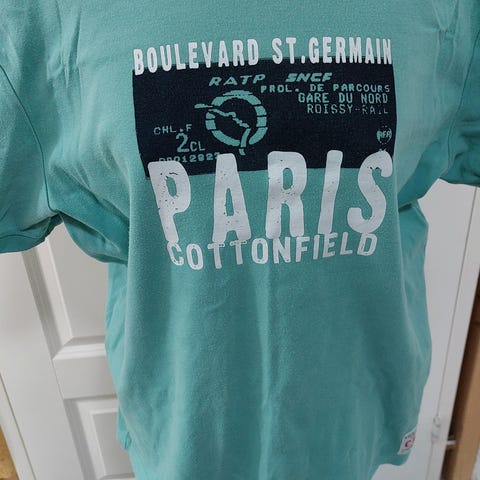 BOULEVARD ST.GERMAIN
RATP SNCF
PROL. DE PARCOURS
GARE DU NORD
ROISSY-RAIL
CHL.F
2CL
PARIS
COTTONFIELD